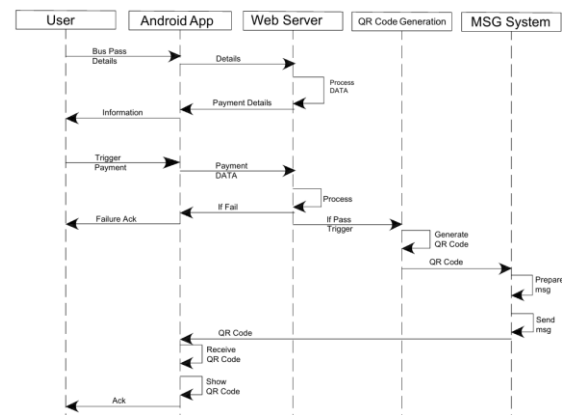 User
Android App
Web Server
QR Code Generation
MSG System
Bus Pass
Details
Details
Process
DATA
Payment Details
Information
Trigger
Payment
Payment
DATA
Process
If Fail
Failure Ack
If Pass
Trigger
Generate
QR Code
QR Code
Prepare
msg
Send
msg
QR Code
Receive
QR Code
Show
QR Code
Ack